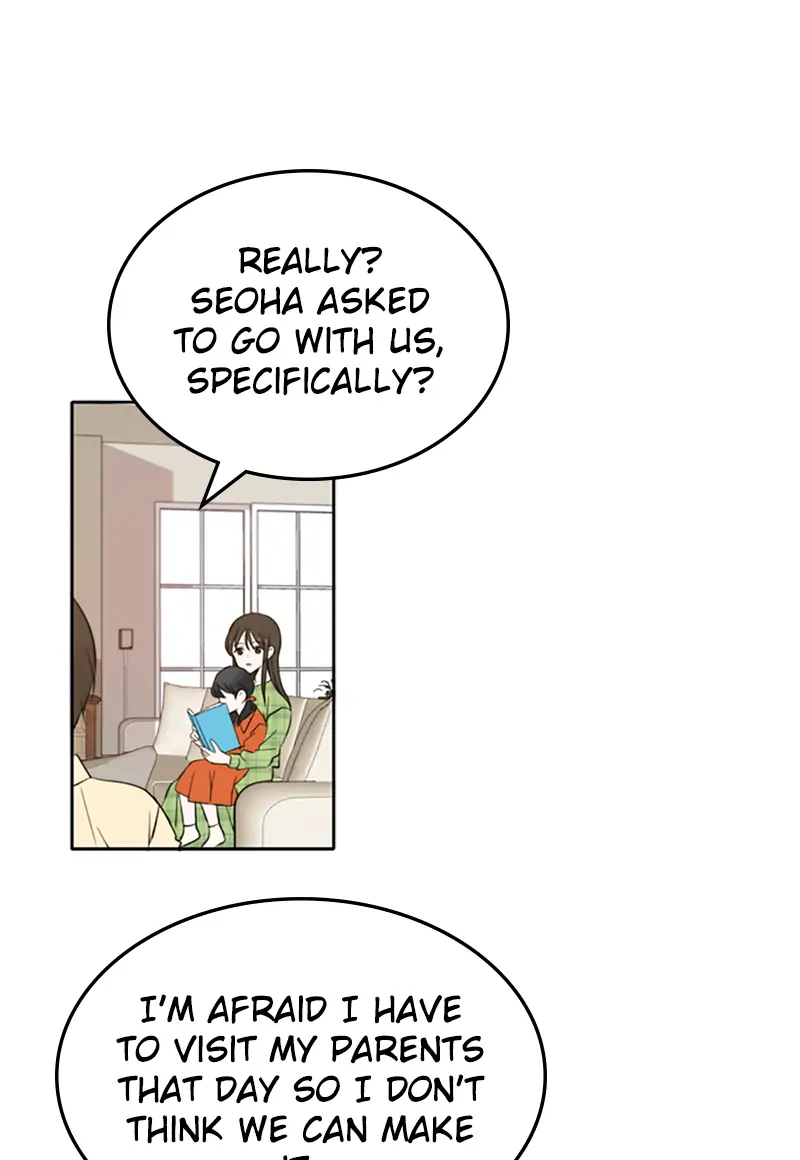 REALLY?
SEOHA ASKED
TO GO WITH US,
SPECIFICALLY?
I'M AFRAID I HAVE
TO VISIT MY PARENTS
THAT DAY SO I DON'T
THINK WE CAN MAKE